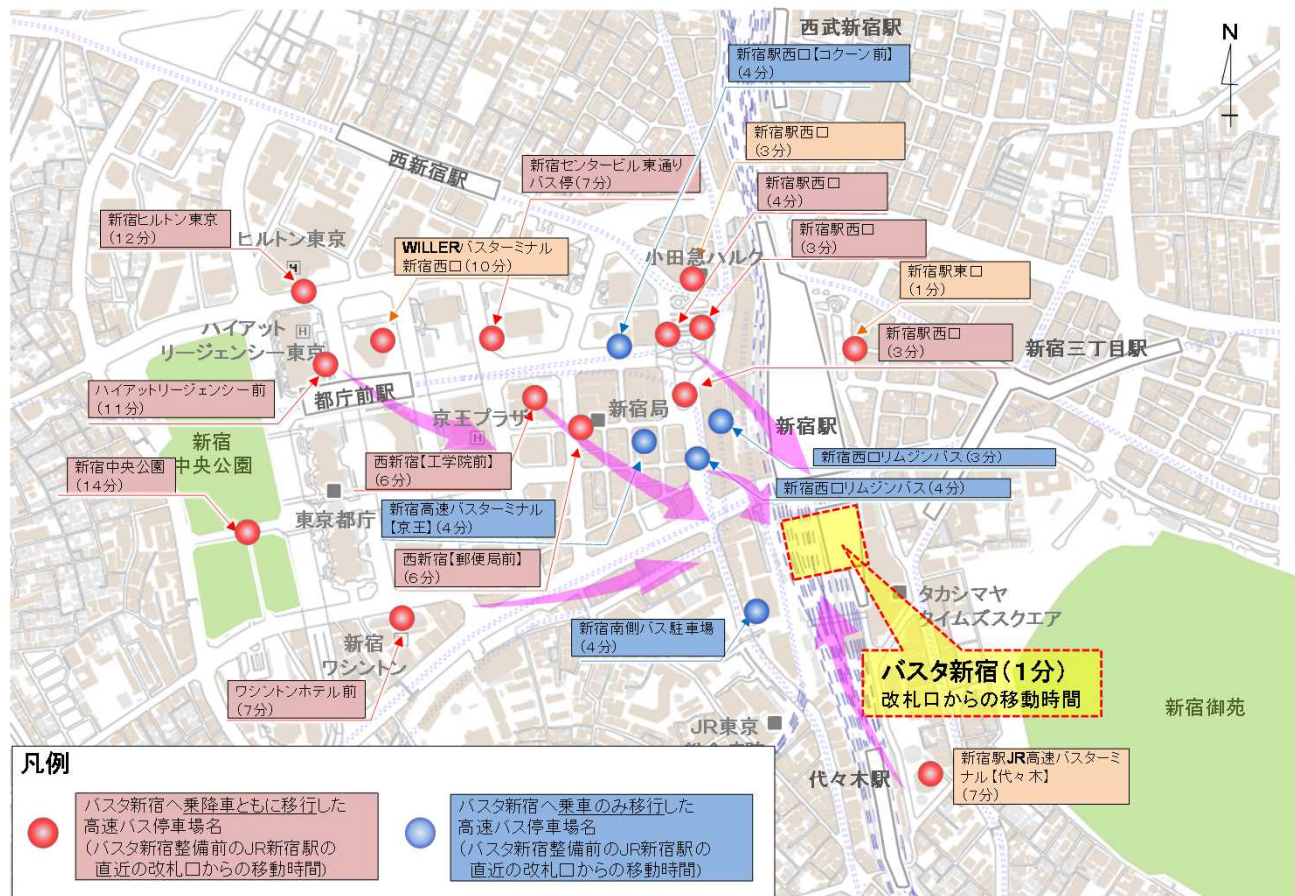 西武新宿駅
N
新宿駅西口【コクーン前】
(4分)
新宿駅西口
(3分)
西新宿駅
新宿センタービル東通り
バス停(7分)
新宿駅西口
(4分)
新宿ヒルトン東京
(12分)
ヒルトン東京
WILLERバスターミナル
新宿西口(10分)
新宿駅西口
(3分)
小田急ハルク
新宿駅東口
(1分)
ハイアット
リージェンシー東京
新宿駅西口
(3分)
新宿三丁目駅
ハイアットリージェンシー前
(11分)
都庁前駅
京王プラザ
新宿局
新宿駅
新宿
中央公園
西新宿【工学院前】
(6分)
新宿西口リムジンバス(3分)
新宿中央公園
(14分)
新宿西口リムジンバス(4分)
東京都庁
新宿高速バスターミナル
【京王】(4分)
西新宿【郵便局前】
(6分)
タカシマヤ
タイムズスクエア
新宿南側バス駐車場
(4分)
新宿
ワシントン
バスタ新宿(1分)
改札口からの移動時間
ワシントンホテル前
(7分)
新宿御苑
JR東京
代々木駅
新宿駅JR高速バスターミ
ナル【代々木】
(7分)
凡例
バスタ新宿へ乗降車ともに移行した
高速バス停車場名
(バスタ新宿整備前のJR新宿駅の
直近の改札口からの移動時間)
バスタ新宿へ乗車のみ移行した
高速バス停車場名
(バスタ新宿整備前のJR新宿駅の
直近の改札口からの移動時間)